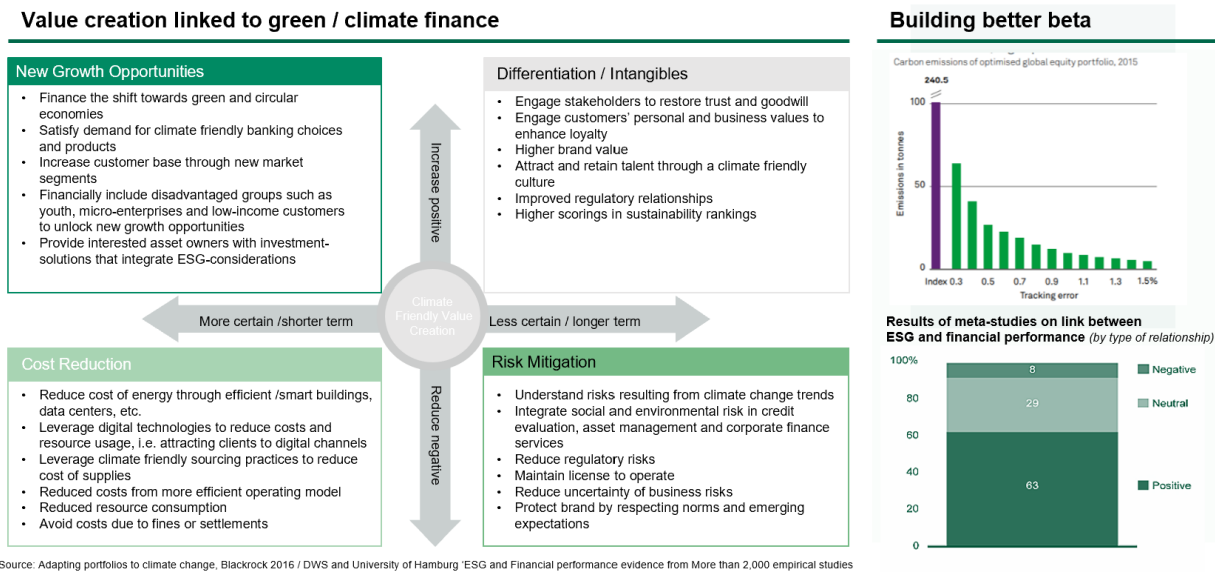 Value creation linked to green / climate finance
New Growth Opportunities
• Finance the shift towards green and circular
economies
• Satisfy demand for climate friendly banking choices
and products
• Increase customer base through new market
segments
• Financially include disadvantaged groups such as
youth, micro-enterprises and low-income customers
to unlock new growth opportunities
• Provide interested asset owners with investment-
solutions that integrate ESG-considerations
Differentiation / Intangibles
• Engage stakeholders to restore trust and goodwill
• Engage customers' personal and business values to
enhance loyalty
• Higher brand value
• Attract and retain talent through a climate friendly
culture
• Improved regulatory relationships
• Higher scorings in sustainability rankings
Increase positive
More certain /shorter term
Climate
Friendly Value
Creation
Less certain / longer term
Reduce negative
Cost Reduction
• Reduce cost of energy through efficient /smart buildings,
data centers, etc.
• Leverage digital technologies to reduce costs and
resource usage, i.e. attracting clients to digital channels
• Leverage climate friendly sourcing practices to reduce
cost of supplies
• Reduced costs from more efficient operating model
• Reduced resource consumption
• Avoid costs due to fines or settlements
Risk Mitigation
• Understand risks resulting from climate change trends
• Integrate social and environmental risk in credit
evaluation, asset management and corporate finance
services
• Reduce regulatory risks
• Maintain license to operate
• Reduce uncertainty of business risks
• Protect brand by respecting norms and emerging
expectations
Source: Adapting portfolios to climate change, Blackrock 2016 / DWS and University of Hamburg 'ESG and Financial performance evidence from More than 2,000 empirical studies
Building better beta
Carbon emissions of optimised global equity portfolio, 2015
240.5
100
50
0
Emissions in tonnes
Index 0.3 0.5 0.7 0.9 1.1 1.3 1.5%
Tracking error
Results of meta-studies on link between
ESG and financial performance (by type of relationship)
100%
80
60
40
20
0
8
29
63
Negative
Neutral
Positive